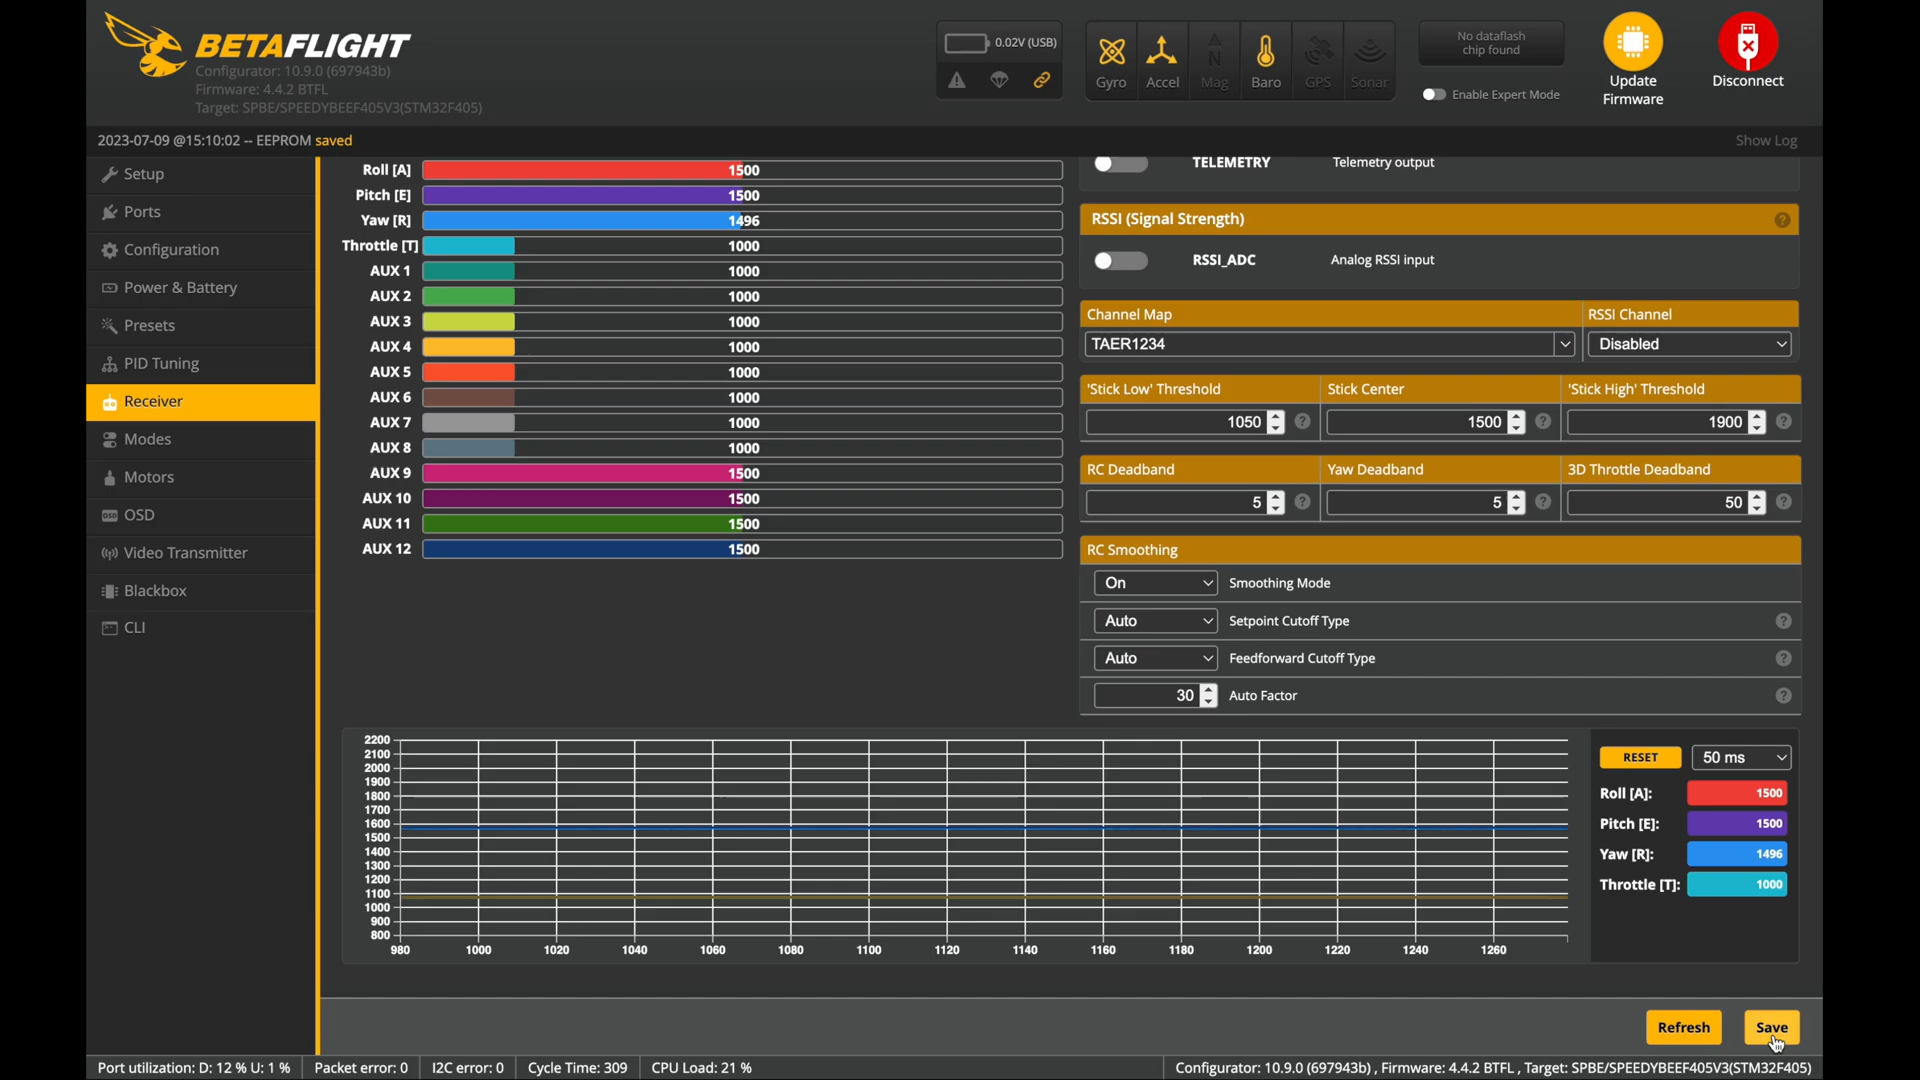 BETAFLIGHT
Configurator: 10.9.0 (697943b)
Firmware: 4.4.2 BTFL
Target: SPBE/SPEEDYBEEF405V3(STM32F405)
0.02V (USB)
Gyro
Accel
Mag
Baro
GPS
Sonar
No dataflash
chip found
Enable Expert Mode
Update
Firmware
Disconnect
2023-07-09 @15:10:02 -- EEPROM saved
Show Log
Setup
Ports
Configuration
Power & Battery
Presets
PID Tuning
Receiver
Modes
Motors
OSD
Video Transmitter
Blackbox
CLI
Roll [A] 1500
Pitch [E] 1500
Yaw [R] 1496
Throttle [T] 1000
AUX 1 1000
AUX 2 1000
AUX 3 1000
AUX 4 1000
AUX 5 1000
AUX 6 1000
AUX 7 1000
AUX 8 1000
AUX 9 1500
AUX 10 1500
AUX 11 1500
AUX 12 1500
TELEMETRY Telemetry output
RSSI (Signal Strength)
RSSI_ADC Analog RSSI input
Channel Map RSSI Channel
TAER1234 Disabled
'Stick Low' Threshold Stick Center 'Stick High' Threshold
1050 1500 1900
RC Deadband Yaw Deadband 3D Throttle Deadband
5 5 50
RC Smoothing
On Smoothing Mode
Auto Setpoint Cutoff Type
Auto Feedforward Cutoff Type
30 Auto Factor
2200
2100
2000
1900
1800
1700
1600
1500
1400
1300
1200
1100
1000
900
800
980 1000 1020 1040 1060 1080 1100 1120 1140 1160 1180 1200 1220 1240 1260
RESET 50 ms
Roll [A]: 1500
Pitch [E]: 1500
Yaw [R]: 1496
Throttle [T]: 1000
Refresh Save
Port utilization: D: 12 % U: 1 % Packet error: 0 I2C error: 0 Cycle Time: 309 CPU Load: 21 % Configurator: 10.9.0 (697943b) , Firmware: 4.4.2 BTFL , Target: SPBE/SPEEDYBEEF405V3(STM32F405)